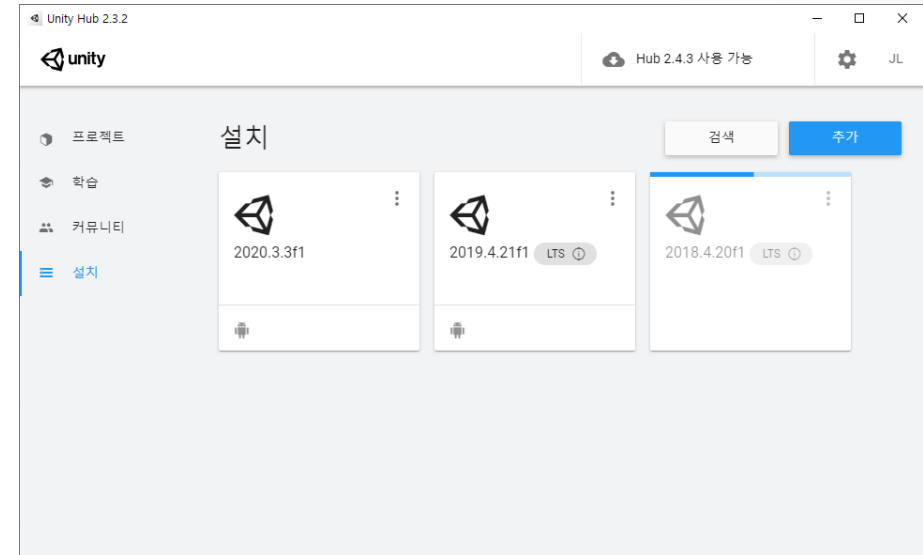 Unity Hub 2.3.2
unity
Hub 2.4.3 사용 가능
JL
프로젝트
학습
커뮤니티
설치
설치
검색
추가
2020.3.3f1
2019.4.21f1 LTS
2018.4.20f1 LTS